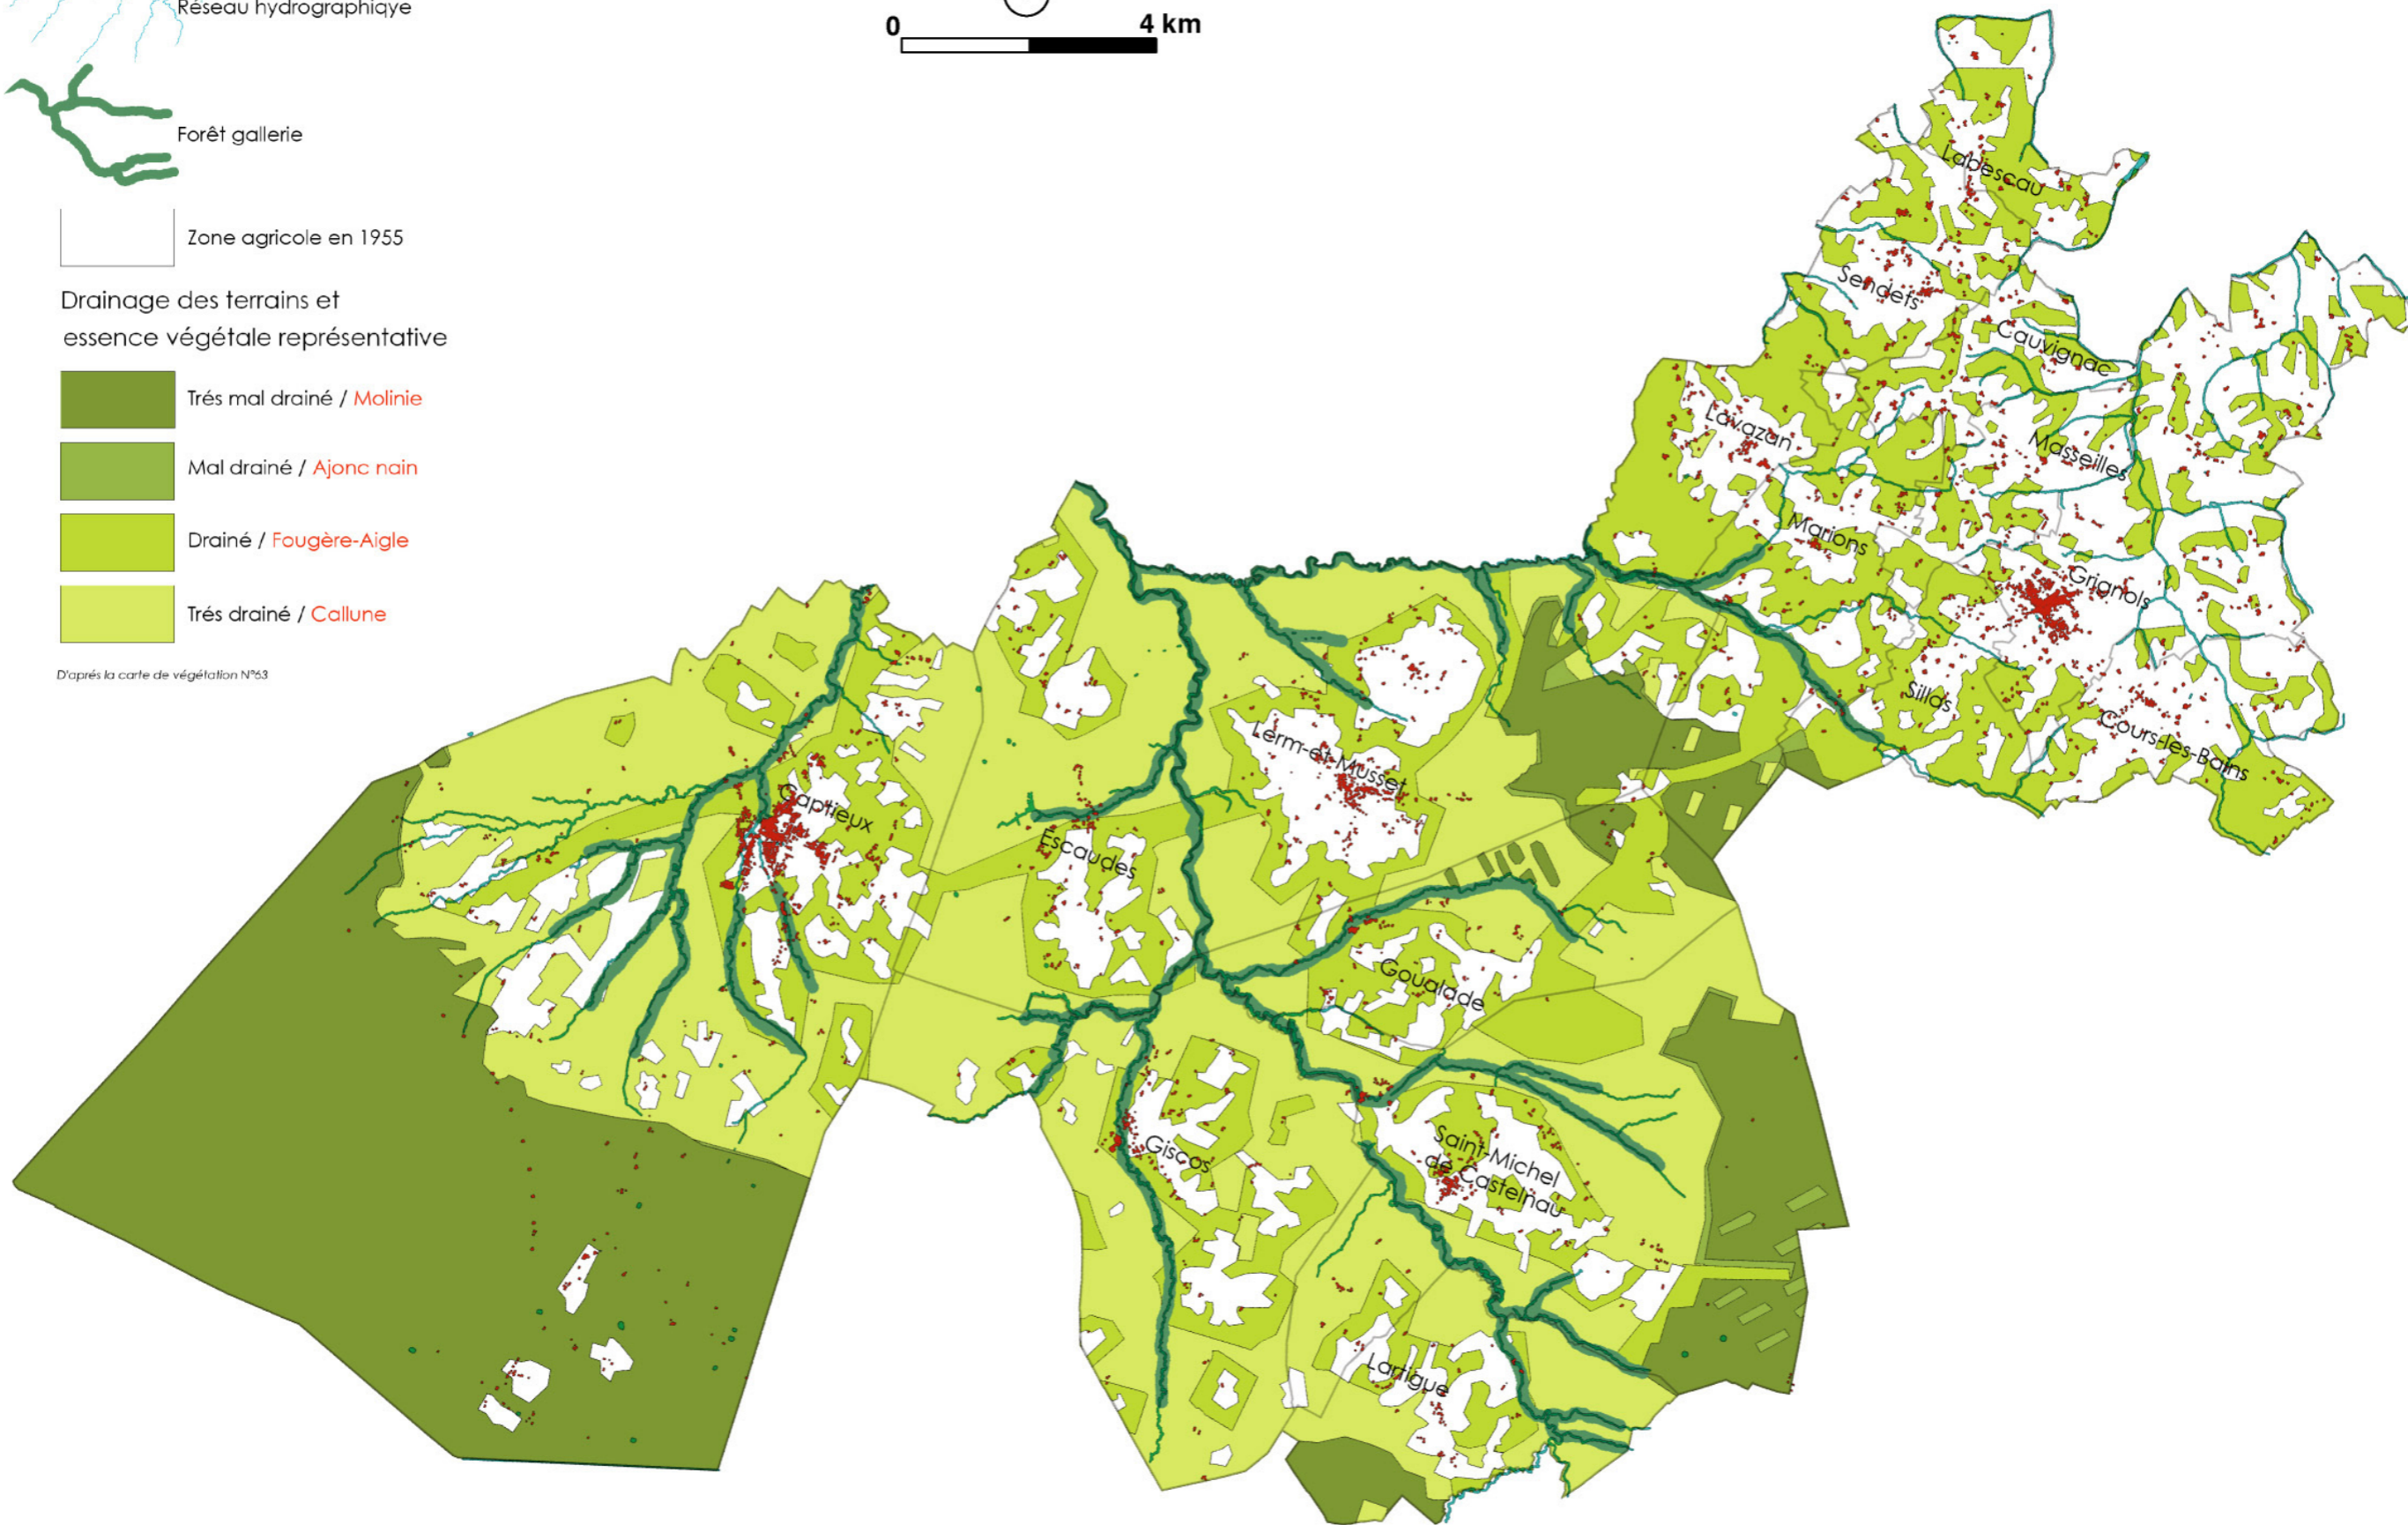 Réseau hydrographiqye
0 4 km
Forêt gallerie
Zone agricole en 1955
Drainage des terrains et
essence végétale représentative
Trés mal drainé / Molinie
Mal drainé / Ajonc nain
Drainé / Fougère-Aigle
Trés drainé / Callune
D'aprés la carte de végétation N°63
Labescau
Sendets
Cauvignac
Lavazan
Masseilles
Marions
Grignols
Sillas
Cours-les-Bains
Lerm-et-Musset
Captieux
Escaudes
Goualade
Giscos
Saint-Michel
de Castelnau
Lartigue